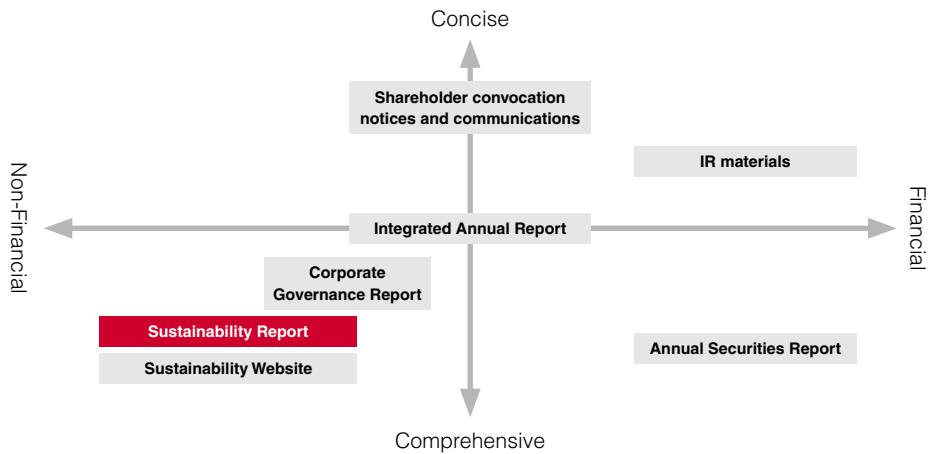 Concise
Shareholder convocation
notices and communications
IR materials
Non-Financial
Integrated Annual Report
Financial
Corporate
Governance Report
Sustainability Report
Annual Securities Report
Sustainability Website
Comprehensive